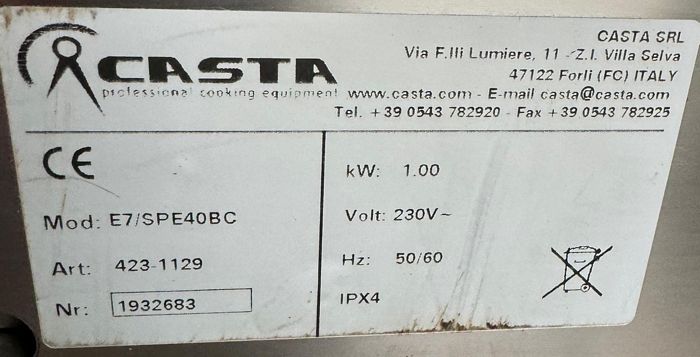 CASTA
professional cooking equipment
CASTA SRL
Via F.lli Lumiere, 11 - Z.I. Villa Selva
47122 Forli (FC) ITALY
www.casta.com - E-mail casta@casta.com
Tel. +39 0543 782920 - Fax +39 0543 782925
CE
Mod: E7/SPE40BC
Art: 423-1129
Nr: 1932683
kW: 1.00
Volt: 230V~
Hz: 50/60
IPX4